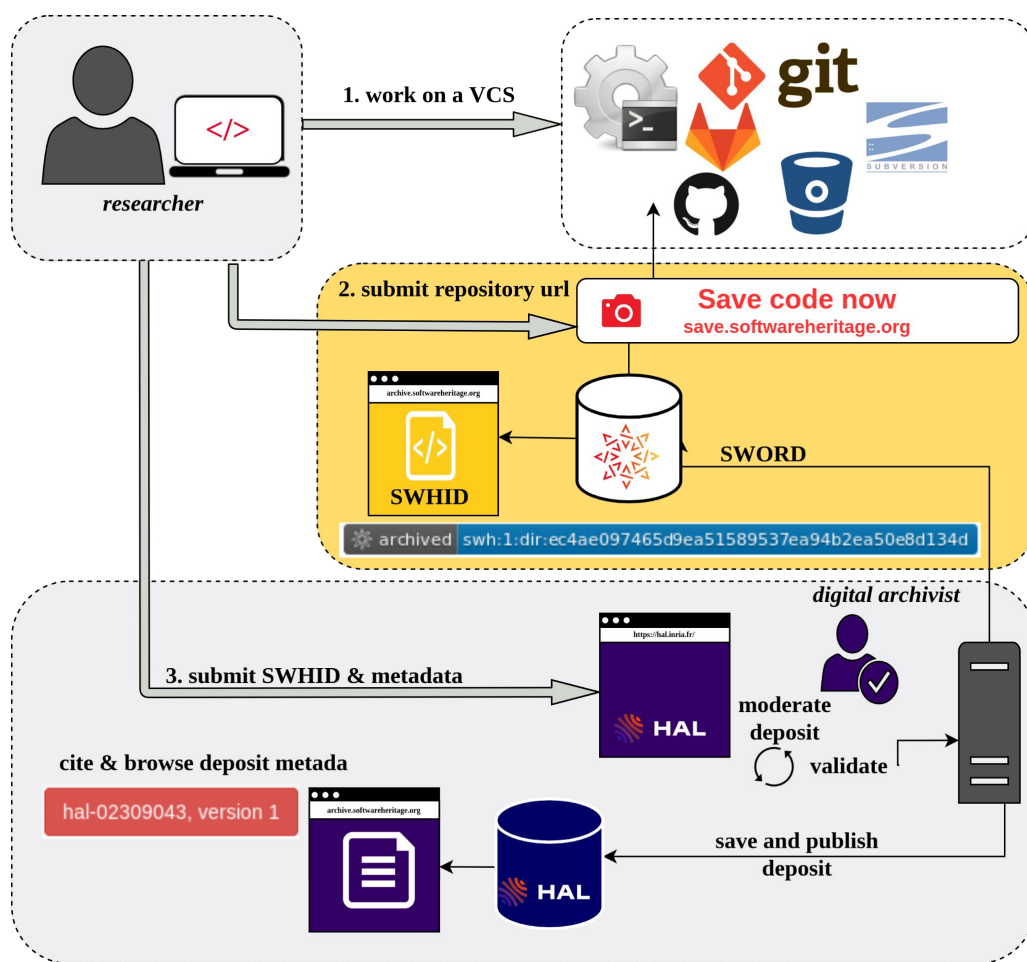 1. work on a VCS
git
>_
SUBVERSION
</>
researcher
2. submit repository url
Save code now
save.softwareheritage.org
archive.softwareheritage.org
</>
SWHID
SWORD
archived swh:1:dir:ec4ae097465d9ea51589537ea94b2ea50e8d134d
digital archivist
https://hal.inria.fr/
3. submit SWHID & metadata
HAL
moderate
deposit
validate
cite & browse deposit metada
hal-02309043, version 1
archive.softwareheritage.org
HAL
save and publish
deposit